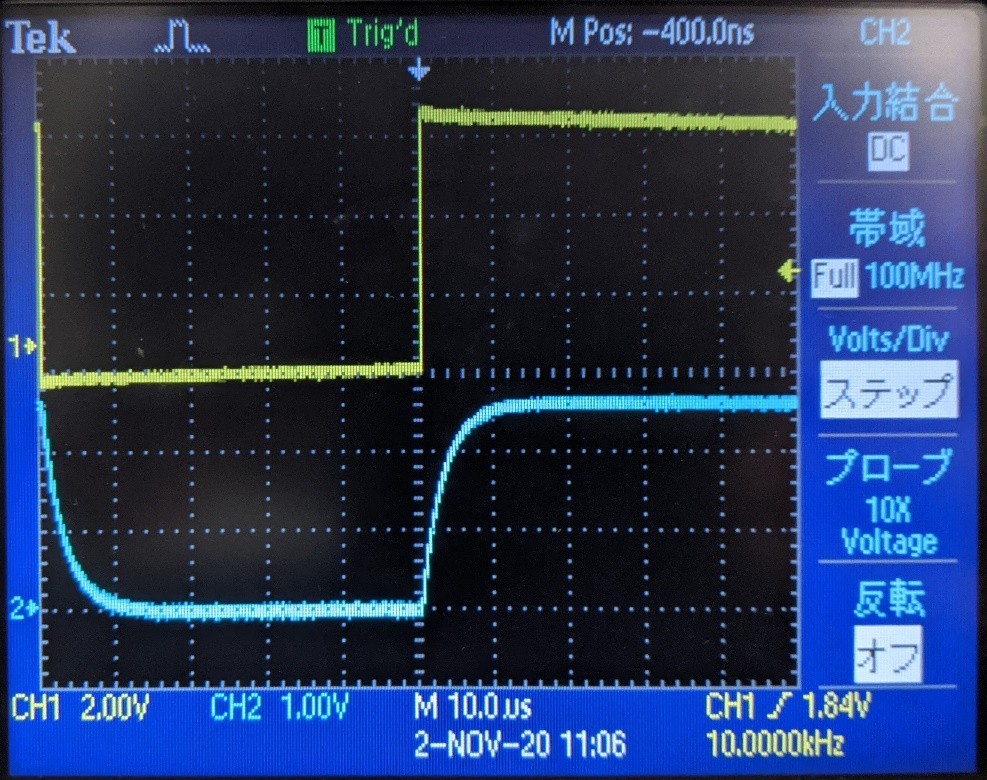 Tek T Trig'd M Pos: -400.0ns CH2
入力結合
DC
帯域
Full 100MHz
1
Volts/Div
ステップ
プローブ
10X
Voltage
2
反転
オフ
CH1 2.00V CH2 1.00V M 10.0µs CH1 1.84V
2-NOV-20 11:06 10.0000kHz